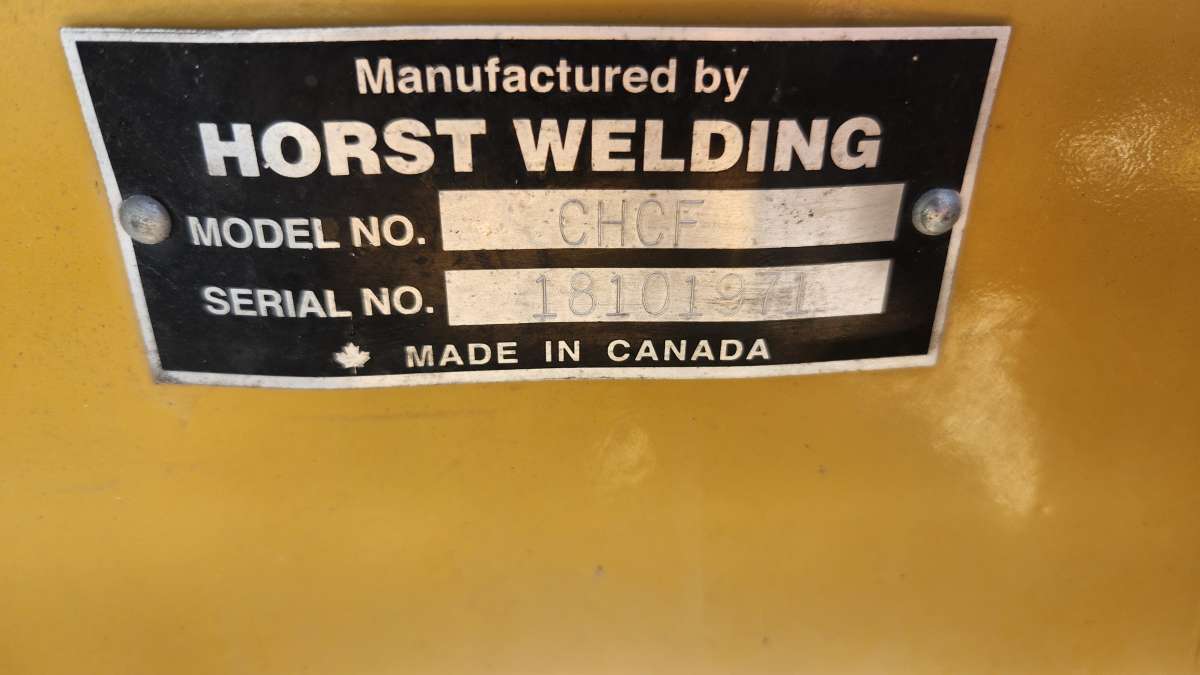 Manufactured by
HORST WELDING
MODEL NO. CHCF
SERIAL NO. 18101971
MADE IN CANADA